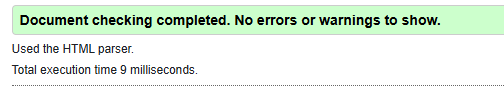 Document checking completed. No errors or warnings to show.
Used the HTML parser.
Total execution time 9 milliseconds.